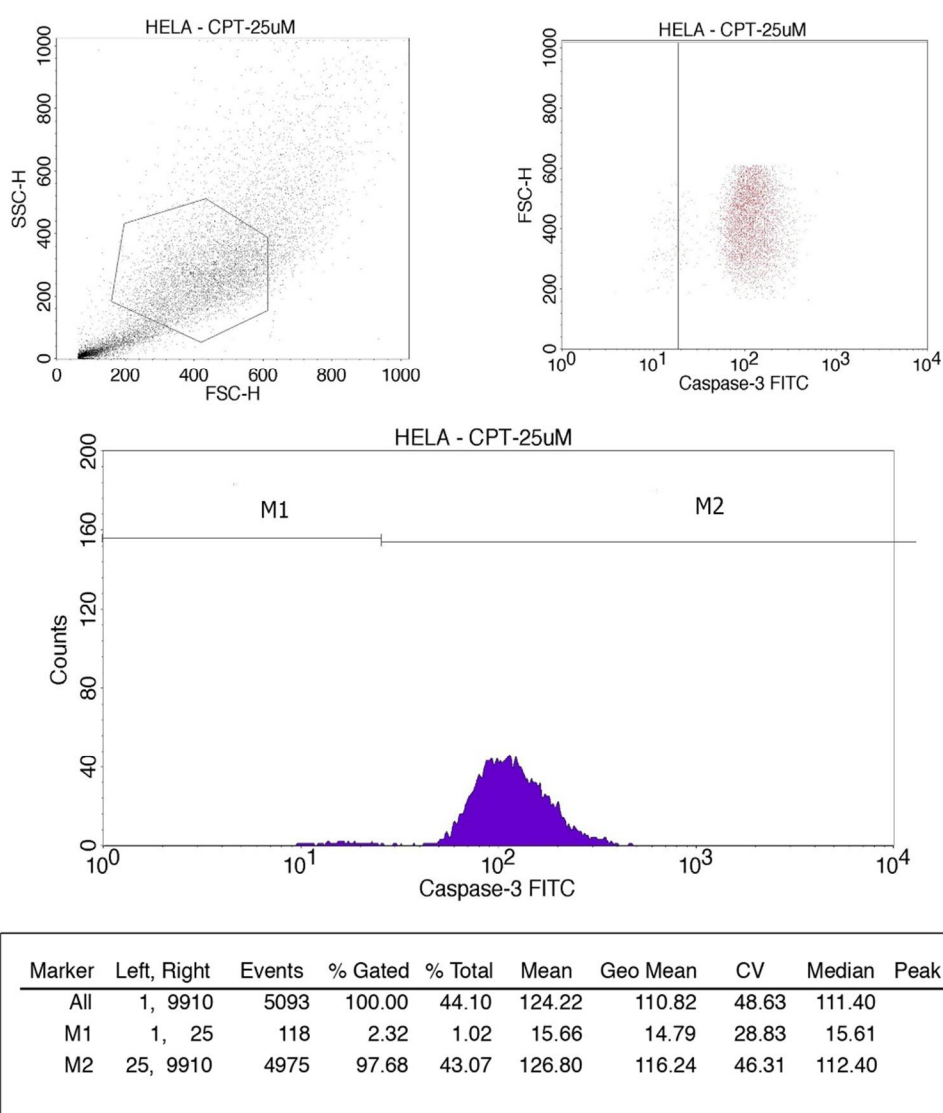 HELA - CPT-25uM
1000
800
600
400
200
0
SSC-H
0 200 400 600 800 1000
FSC-H
HELA - CPT-25uM
1000
800
600
400
200
0
FSC-H
10^0 10^1 10^2 10^3 10^4
Caspase-3 FITC
HELA - CPT-25uM
200
160
120
80
40
0
Counts
M1 M2
10^0 10^1 10^2 10^3 10^4
Caspase-3 FITC
Marker Left, Right Events % Gated % Total Mean Geo Mean CV Median Peak
All 1, 9910 5093 100.00 44.10 124.22 110.82 48.63 111.40
M1 1, 25 118 2.32 1.02 15.66 14.79 28.83 15.61
M2 25, 9910 4975 97.68 43.07 126.80 116.24 46.31 112.40